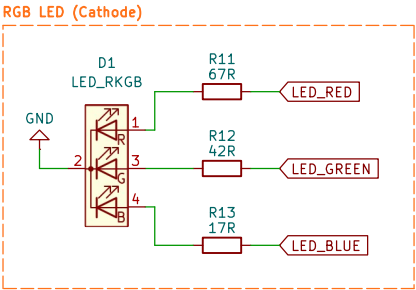 RGB LED (Cathode)
D1
LED_RKGB
R11
67R
LED_RED
GND
1
R
R12
42R
2
3
G
LED_GREEN
4
B
R13
17R
LED_BLUE